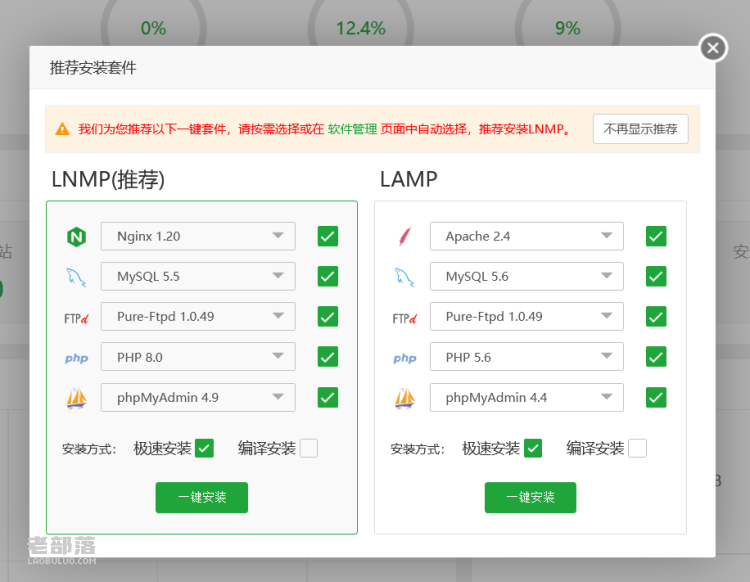 0%
12.4%
9%
推荐安装套件
我们为您推荐以下一键套件，请按需选择或在 软件管理 页面中自动选择，推荐安装LNMP。
不再显示推荐
LNMP(推荐)
LAMP
Nginx 1.20
Apache 2.4
MySQL 5.5
MySQL 5.6
FTPd
Pure-Ftpd 1.0.49
FTPd
Pure-Ftpd 1.0.49
php
PHP 8.0
php
PHP 5.6
phpMyAdmin 4.9
phpMyAdmin 4.4
安装方式： 极速安装 编译安装
安装方式： 极速安装 编译安装
一键安装
一键安装
站
安
老部落
LAOBULUO.COM